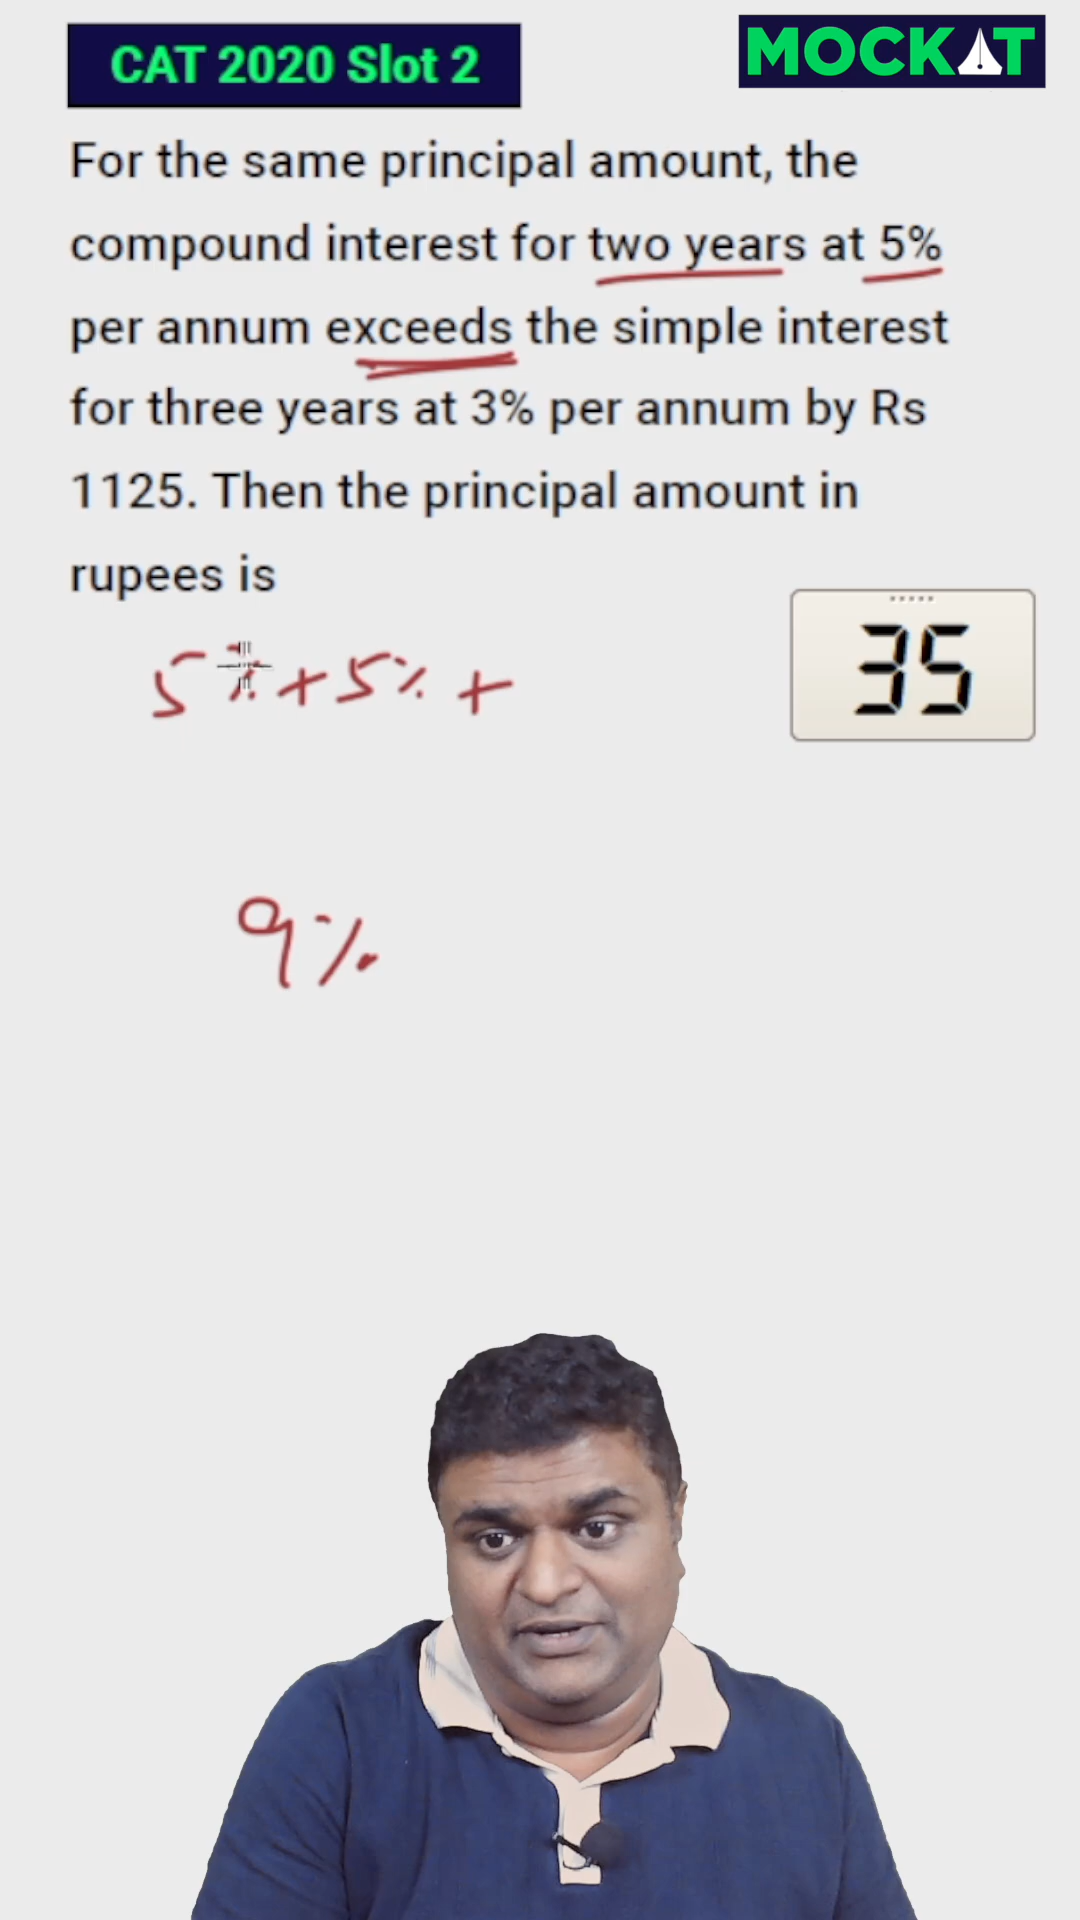 CAT 2020 Slot 2
MOCKAT
For the same principal amount, the
compound interest for two years at 5%
per annum exceeds the simple interest
for three years at 3% per annum by Rs
1125. Then the principal amount in
rupees is
35
5% + 5% +
9%